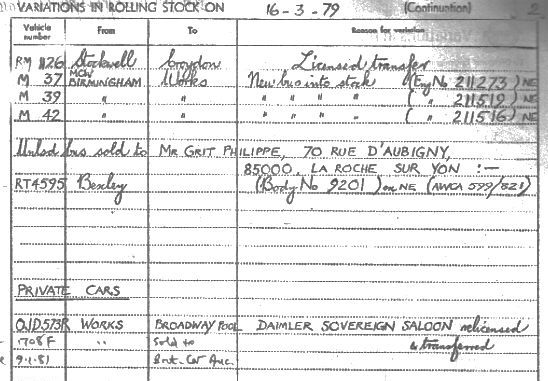 VARIATIONS IN ROLLING STOCK ON 16-3-79 (Continuation) 2
Vehicle number From To Reason for variation
RM 1126 Stockwell Croydon Licensed transfer
M 37 MCW BIRMINGHAM Works New bus into stock (Eng No 211273) NE
M 39 " " " " " " ( " 211519) NE
M 42 " " " " " " ( " 211516) NE
Unlcd bus sold to MR GRIT PHILIPPE, 70 RUE D'AUBIGNY,
85000, LA ROCHE SUR YON :—
RT4595 Bexley (Body No 9201) on NE (AWCA 599/821)
PRIVATE CARS
OJD573R WORKS BROADWAY POOL DAIMLER SOVEREIGN SALOON relicensed
1708F " Sold to & transferred
9-1-81 Brit. Car Auc.